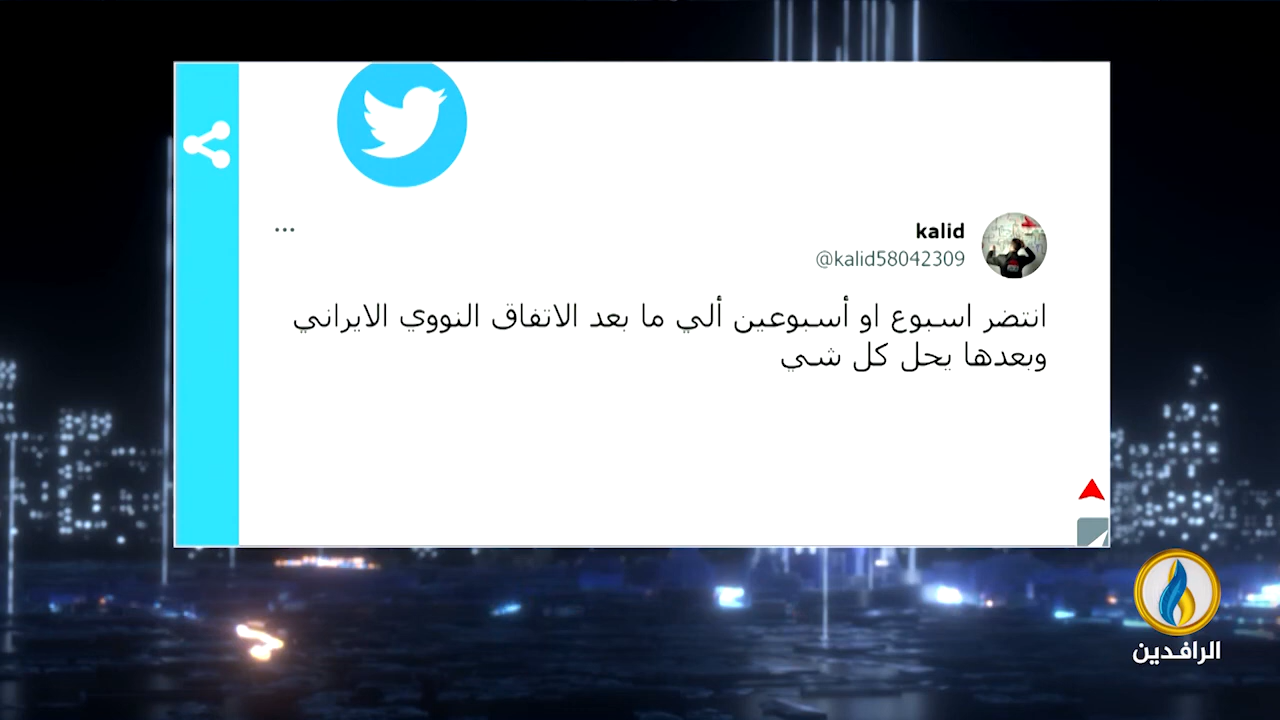 kalid
@kalid58042309
انتضر اسبوع او أسبوعين ألي ما بعد الاتفاق النووي الايراني
وبعدها يحل كل شي
الرافدين